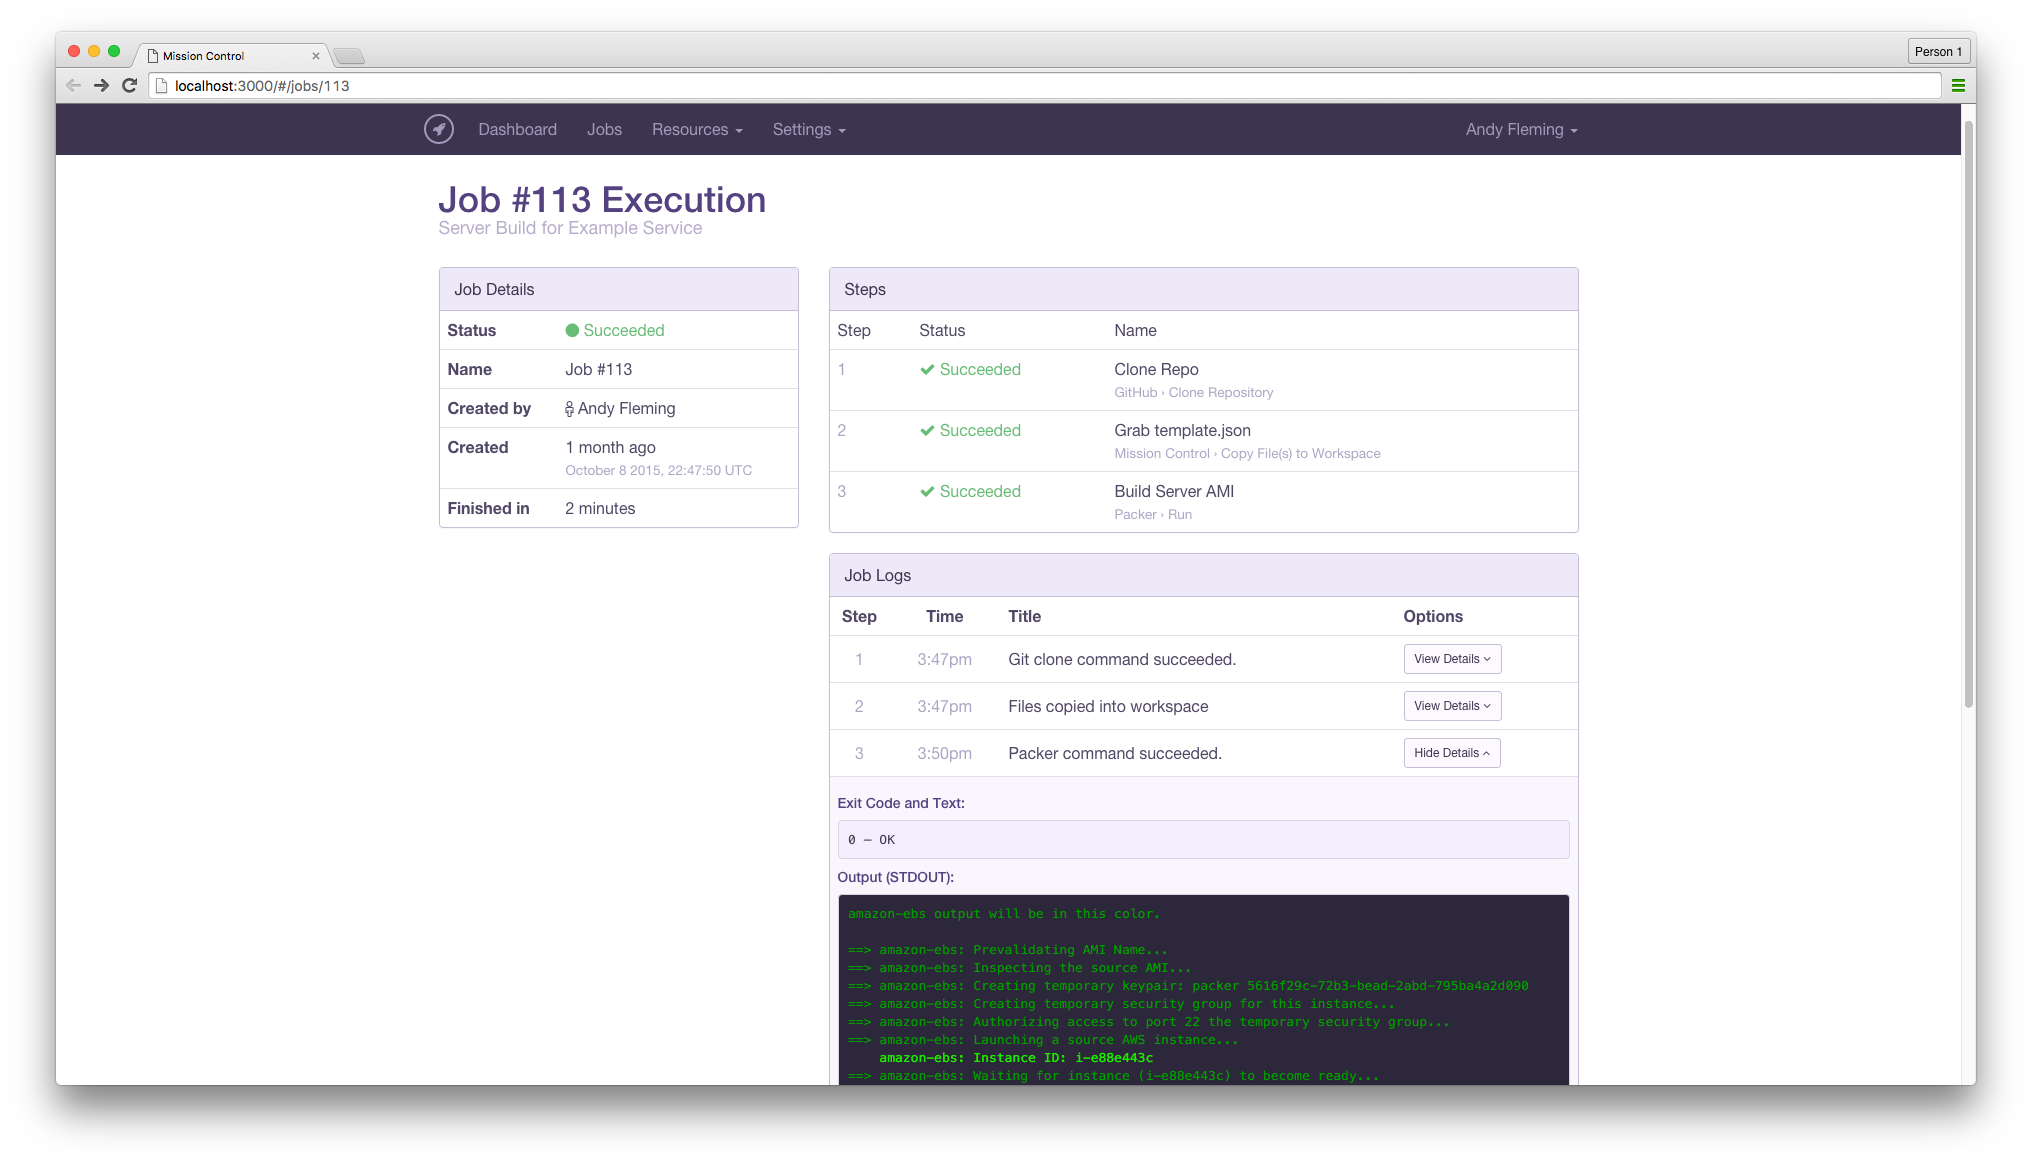 Mission Control
Person 1
localhost:3000/#/jobs/113
Dashboard Jobs Resources Settings Andy Fleming
Job #113 Execution
Server Build for Example Service
Job Details
Status Succeeded
Name Job #113
Created by Andy Fleming
Created 1 month ago
October 8 2015, 22:47:50 UTC
Finished in 2 minutes
Steps
Step Status Name
1 Succeeded Clone Repo
GitHub › Clone Repository
2 Succeeded Grab template.json
Mission Control › Copy File(s) to Workspace
3 Succeeded Build Server AMI
Packer › Run
Job Logs
Step Time Title Options
1 3:47pm Git clone command succeeded. View Details
2 3:47pm Files copied into workspace View Details
3 3:50pm Packer command succeeded. Hide Details
Exit Code and Text:
0 — OK
Output (STDOUT):
amazon-ebs output will be in this color.
==> amazon-ebs: Prevalidating AMI Name...
==> amazon-ebs: Inspecting the source AMI...
==> amazon-ebs: Creating temporary keypair: packer 5616f29c-72b3-bead-2abd-795ba4a2d090
==> amazon-ebs: Creating temporary security group for this instance...
==> amazon-ebs: Authorizing access to port 22 the temporary security group...
==> amazon-ebs: Launching a source AWS instance...
amazon-ebs: Instance ID: i-e88e443c
==> amazon-ebs: Waiting for instance (i-e88e443c) to become ready...